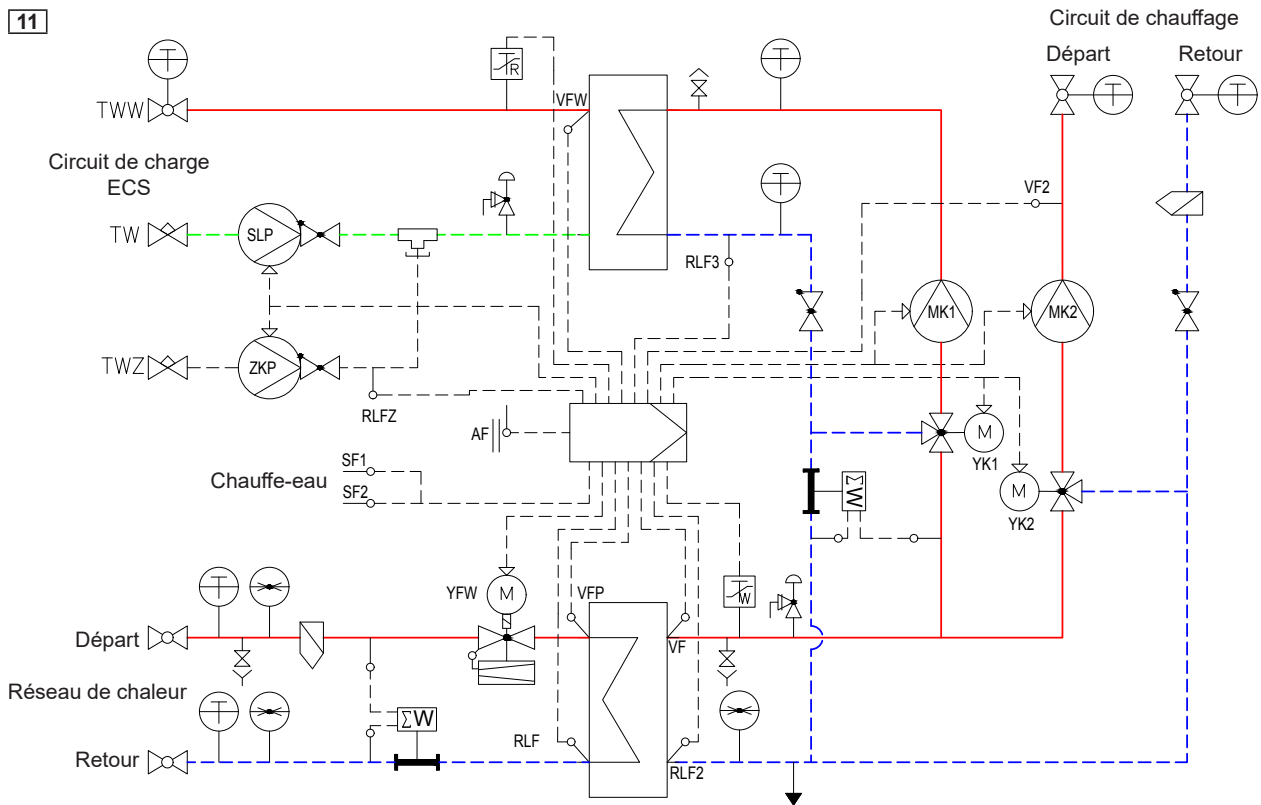 11
Circuit de chauffage
Départ
Retour
T
T
T
T
R
VFW
TWW
Circuit de charge
ECS
T
VF2
TW
SLP
RLF3
MK1
MK2
TWZ
ZKP
RLFZ
AF
M
YK1
SF1
Chauffe-eau
SF2
ΣW
M
YK2
YFW
M
VFP
W
T
Départ
VF
Réseau de chaleur
T
ΣW
RLF
Retour
RLF2